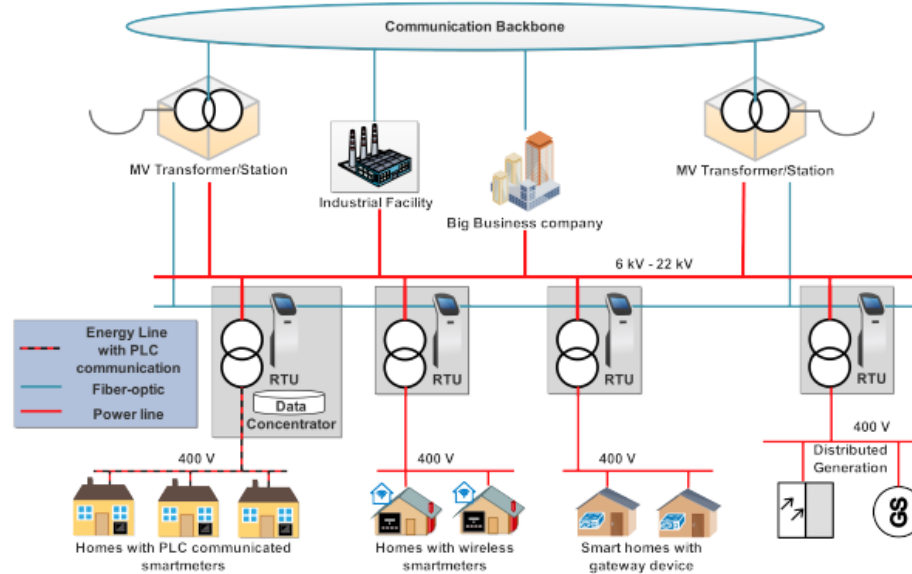 Communication Backbone
MV Transformer/Station
MV Transformer/Station
Industrial Facility
Big Business company
6 kV - 22 kV
Energy Line
with PLC
communication
Fiber-optic
Power line
RTU
Data
Concentrator
RTU
RTU
RTU
400 V
400 V
400 V
400 V
Distributed
Generation
GS
Homes with PLC communicated
smartmeters
Homes with wireless
smartmeters
Smart homes with
gateway device